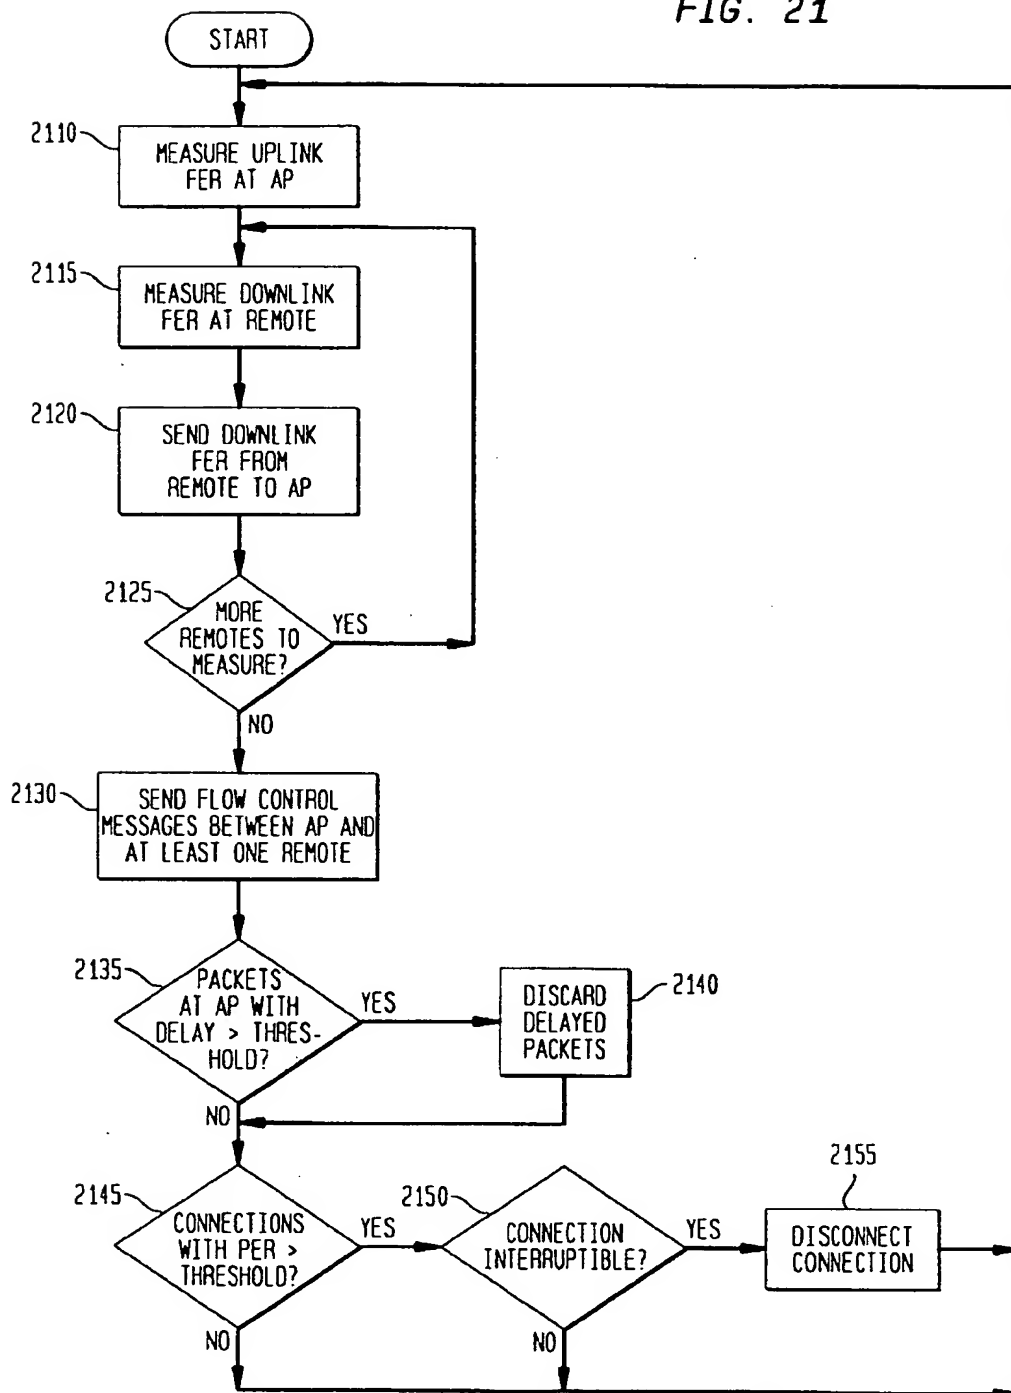 FIG. 21
START
2110
MEASURE UPLINK
FER AT AP
2115
MEASURE DOWNLINK
FER AT REMOTE
2120
SEND DOWNLINK
FER FROM
REMOTE TO AP
2125
MORE
REMOTES TO
MEASURE?
YES
NO
2130
SEND FLOW CONTROL
MESSAGES BETWEEN AP AND
AT LEAST ONE REMOTE
2135
PACKETS
AT AP WITH
DELAY > THRES-
HOLD?
YES
NO
DISCARD
DELAYED
PACKETS
2140
2145
CONNECTIONS
WITH PER >
THRESHOLD?
YES
NO
2150
CONNECTION
INTERRUPTIBLE?
YES
NO
2155
DISCONNECT
CONNECTION